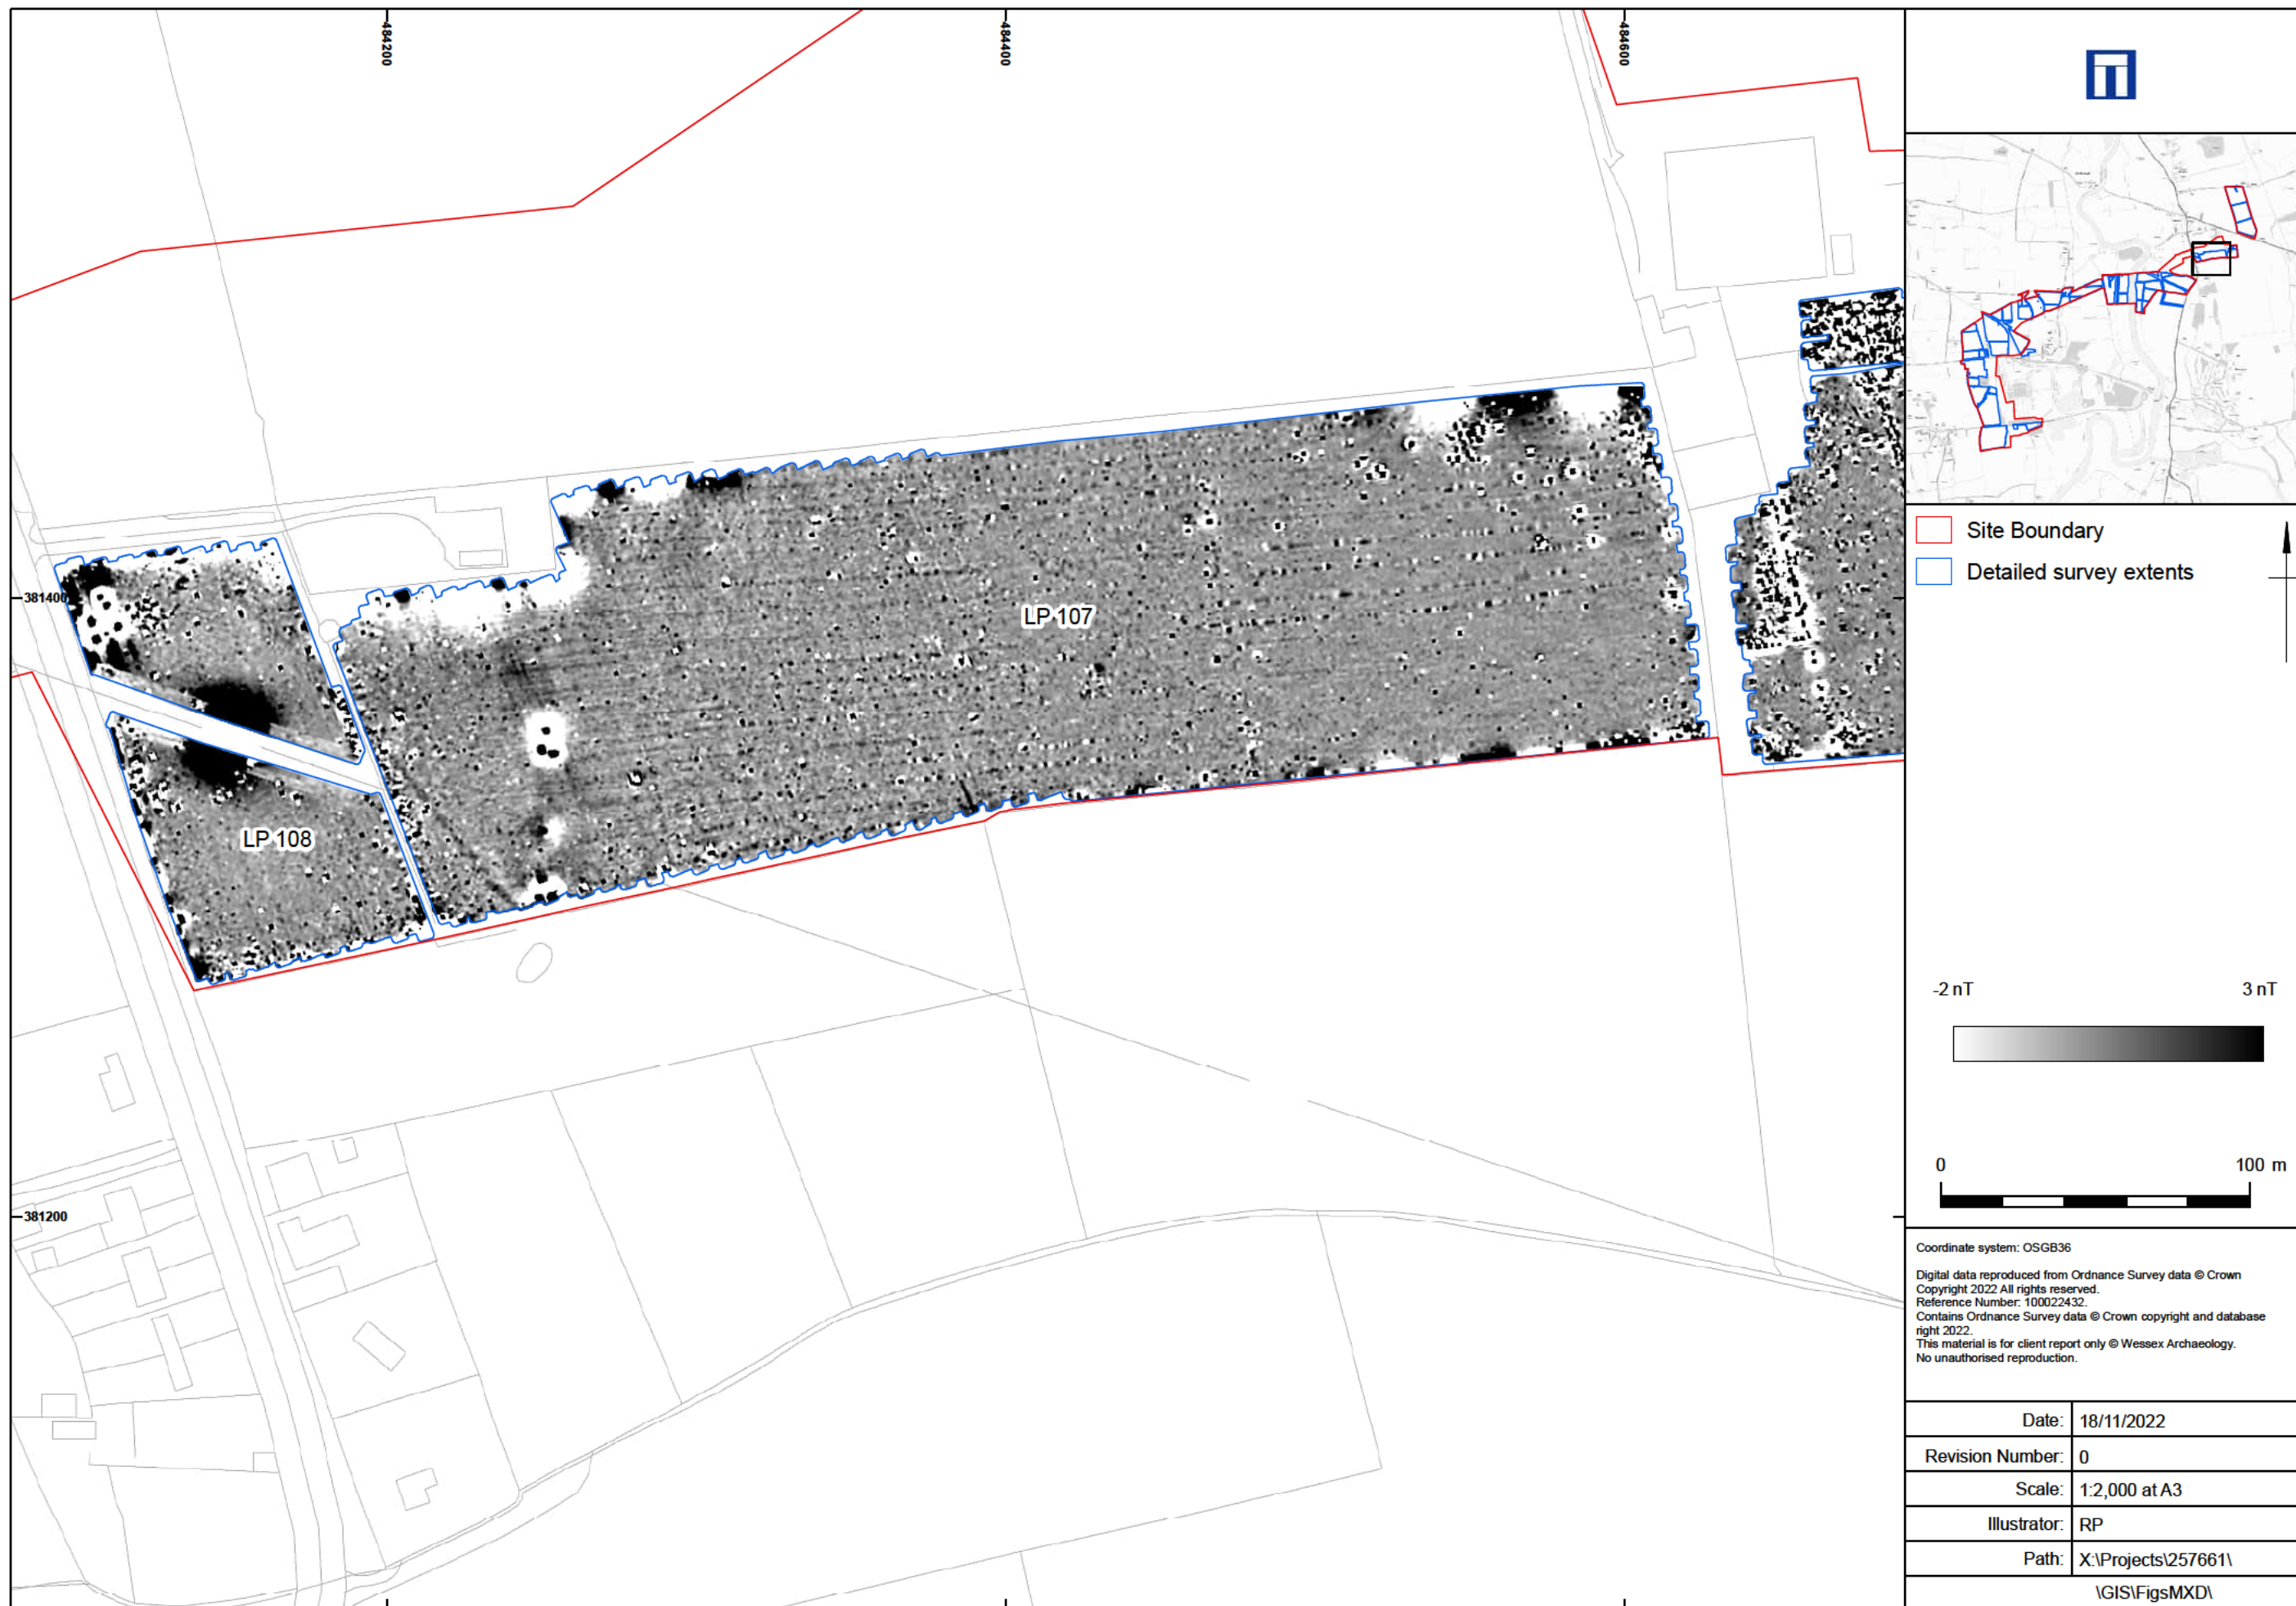 484200
484400
484600
381400
381200
LP 107
LP 108
Site Boundary
Detailed survey extents
-2 nT
3 nT
0
100 m
Coordinate system: OSGB36
Digital data reproduced from Ordnance Survey data © Crown
Copyright 2022 All rights reserved.
Reference Number: 100022432.
Contains Ordnance Survey data © Crown copyright and database
right 2022.
This material is for client report only © Wessex Archaeology.
No unauthorised reproduction.
Date: 18/11/2022
Revision Number: 0
Scale: 1:2,000 at A3
Illustrator: RP
Path: X:\Projects\257661\
\GIS\FigsMXD\